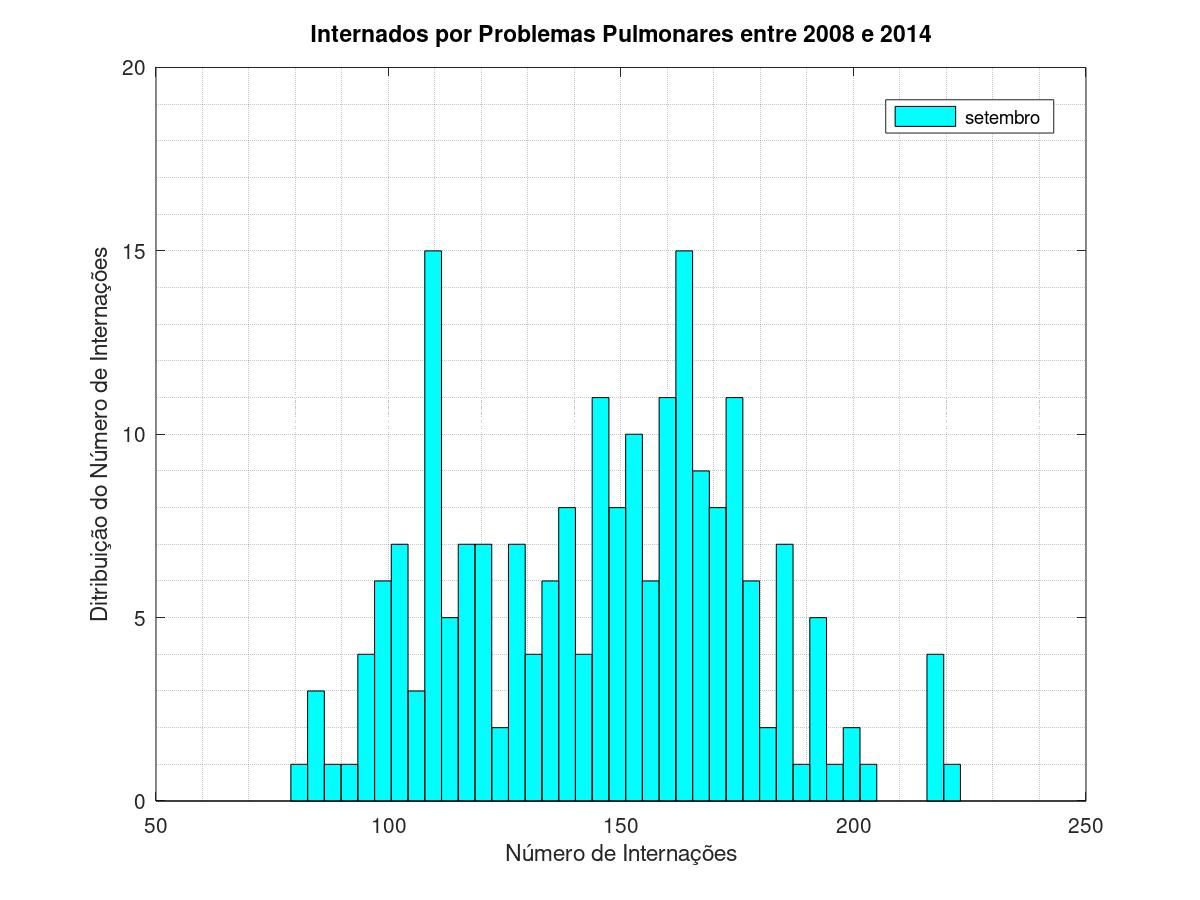 Internados por Problemas Pulmonares entre 2008 e 2014
20
setembro
15
10
5
0
Ditribuição do Número de Internações
50 100 150 200 250
Número de Internações